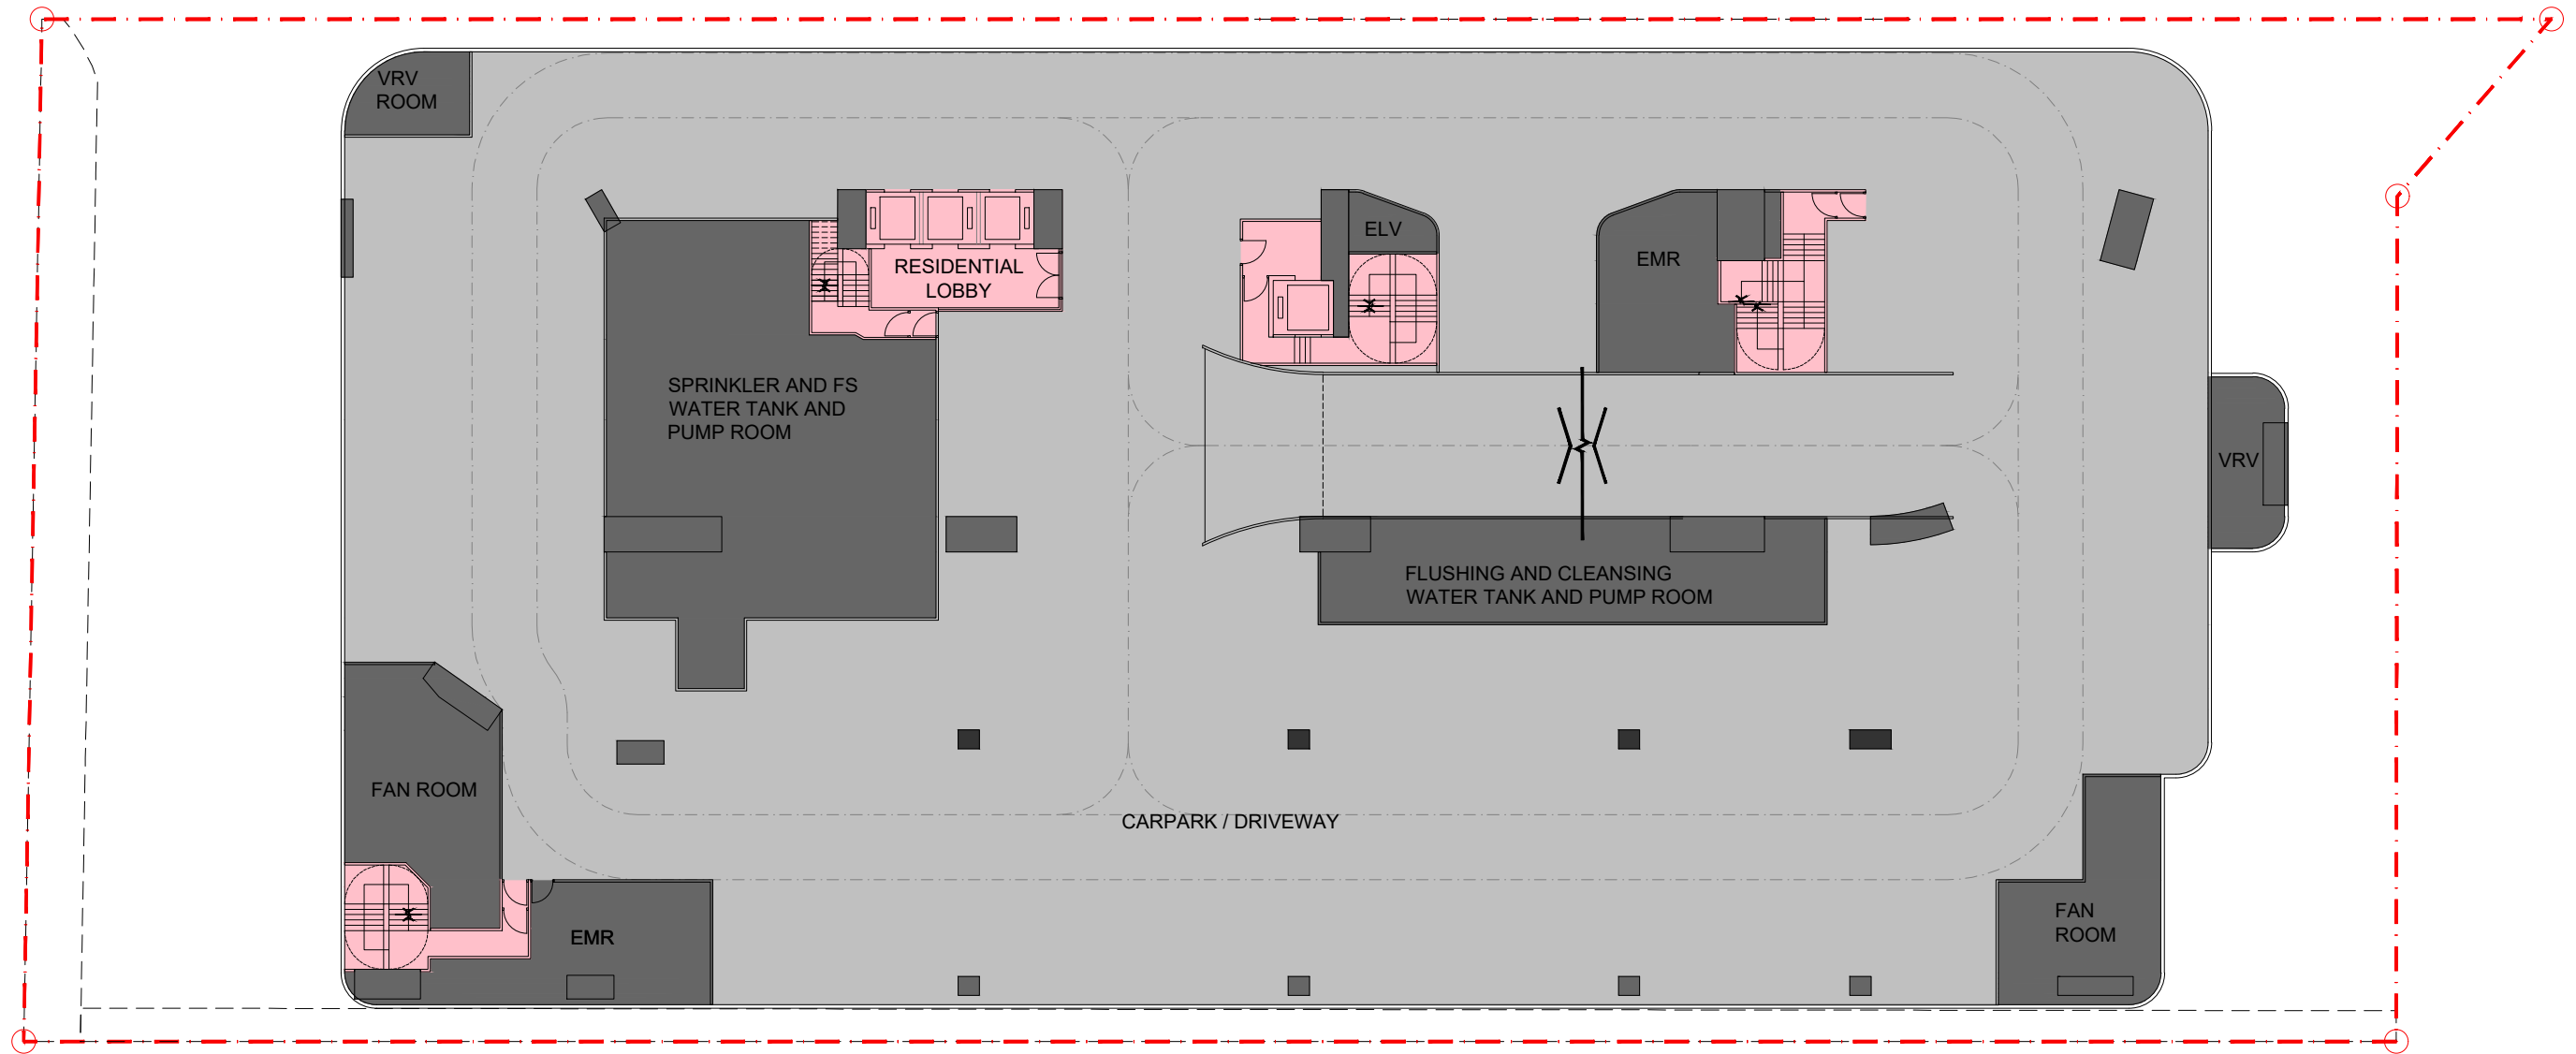 VRV
ROOM
ELV
EMR
RESIDENTIAL
LOBBY
SPRINKLER AND FS
WATER TANK AND
PUMP ROOM
VRV
FLUSHING AND CLEANSING
WATER TANK AND PUMP ROOM
FAN ROOM
CARPARK / DRIVEWAY
EMR
FAN
ROOM